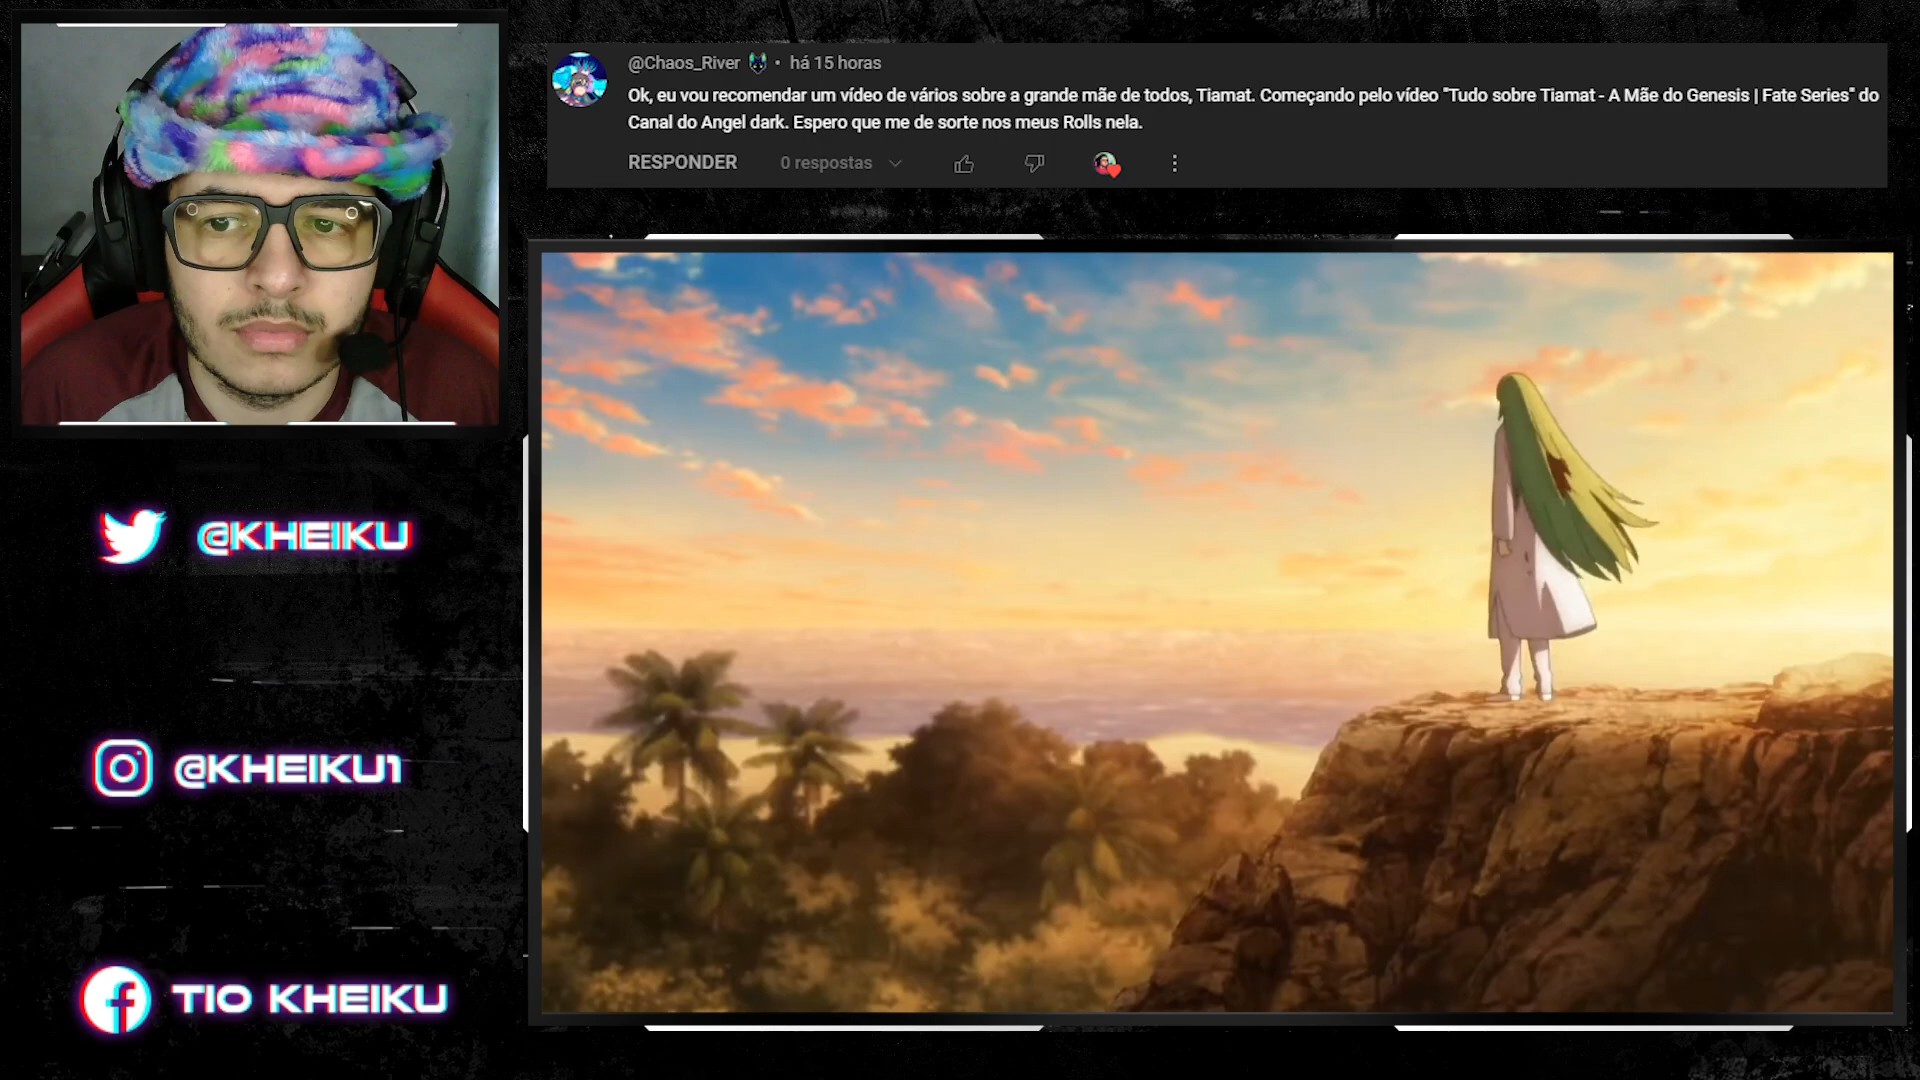 @Chaos_River • há 15 horas
Ok, eu vou recomendar um vídeo de vários sobre a grande mãe de todos, Tiamat. Começando pelo vídeo "Tudo sobre Tiamat - A Mãe do Genesis | Fate Series" do
Canal do Angel dark. Espero que me de sorte nos meus Rolls nela.
RESPONDER 0 respostas
@KHEIKU
@KHEIKU1
TIO KHEIKU